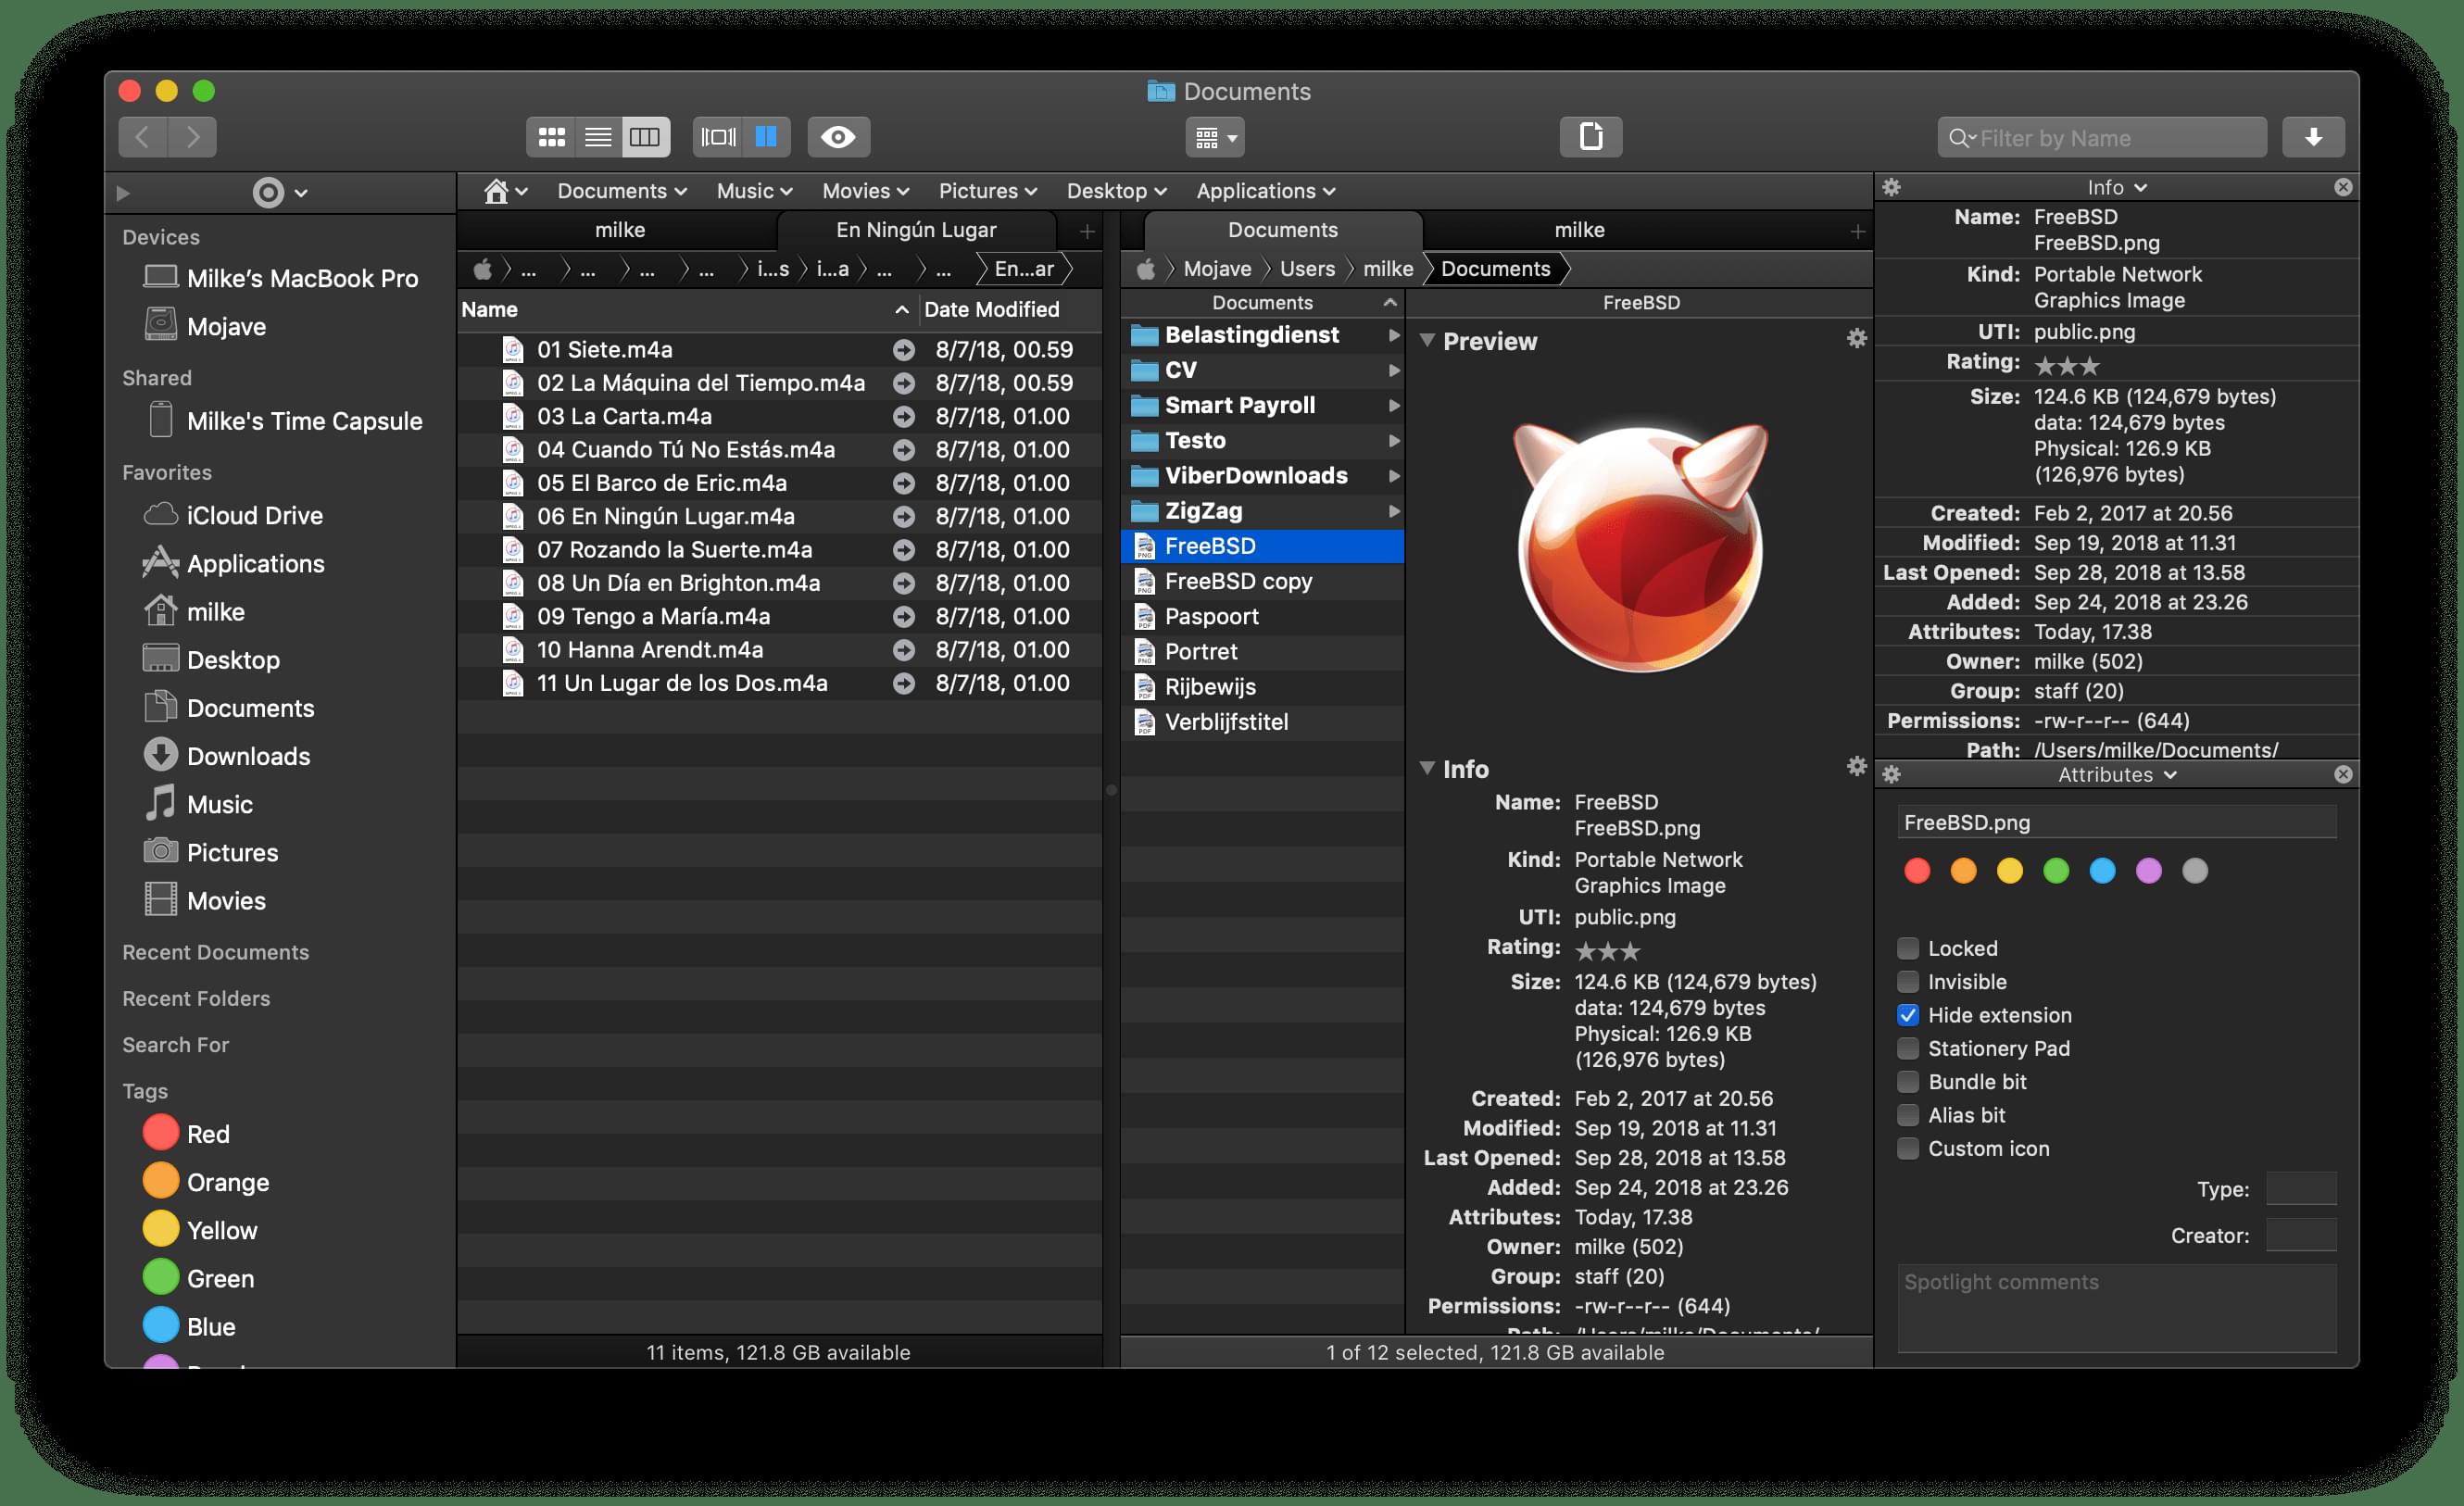 Documents
Filter by Name
Documents Music Movies Pictures Desktop Applications
milke En Ningún Lugar
... ... ... ... i...s i...a ... ... En...ar
Name Date Modified
01 Siete.m4a 8/7/18, 00.59
02 La Máquina del Tiempo.m4a 8/7/18, 00.59
03 La Carta.m4a 8/7/18, 01.00
04 Cuando Tú No Estás.m4a 8/7/18, 01.00
05 El Barco de Eric.m4a 8/7/18, 01.00
06 En Ningún Lugar.m4a 8/7/18, 01.00
07 Rozando la Suerte.m4a 8/7/18, 01.00
08 Un Día en Brighton.m4a 8/7/18, 01.00
09 Tengo a María.m4a 8/7/18, 01.00
10 Hanna Arendt.m4a 8/7/18, 01.00
11 Un Lugar de los Dos.m4a 8/7/18, 01.00
11 items, 121.8 GB available
Devices
Milke’s MacBook Pro
Mojave
Shared
Milke's Time Capsule
Favorites
iCloud Drive
Applications
milke
Desktop
Documents
Downloads
Music
Pictures
Movies
Recent Documents
Recent Folders
Search For
Tags
Red
Orange
Yellow
Green
Blue
Documents milke
Mojave Users milke Documents
Documents
Belastingdienst
CV
Smart Payroll
Testo
ViberDownloads
ZigZag
FreeBSD
FreeBSD copy
Paspoort
Portret
Rijbewijs
Verblijfstitel
FreeBSD
Preview
Info
Name: FreeBSD
FreeBSD.png
Kind: Portable Network
Graphics Image
UTI: public.png
Rating: ★★★
Size: 124.6 KB (124,679 bytes)
data: 124,679 bytes
Physical: 126.9 KB
(126,976 bytes)
Created: Feb 2, 2017 at 20.56
Modified: Sep 19, 2018 at 11.31
Last Opened: Sep 28, 2018 at 13.58
Added: Sep 24, 2018 at 23.26
Attributes: Today, 17.38
Owner: milke (502)
Group: staff (20)
Permissions: -rw-r--r-- (644)
Path: /Users/milke/Documents/
1 of 12 selected, 121.8 GB available
Info
Name: FreeBSD
FreeBSD.png
Kind: Portable Network
Graphics Image
UTI: public.png
Rating: ★★★
Size: 124.6 KB (124,679 bytes)
data: 124,679 bytes
Physical: 126.9 KB
(126,976 bytes)
Created: Feb 2, 2017 at 20.56
Modified: Sep 19, 2018 at 11.31
Last Opened: Sep 28, 2018 at 13.58
Added: Sep 24, 2018 at 23.26
Attributes: Today, 17.38
Owner: milke (502)
Group: staff (20)
Permissions: -rw-r--r-- (644)
Path: /Users/milke/Documents/
Attributes
FreeBSD.png
Locked
Invisible
Hide extension
Stationery Pad
Bundle bit
Alias bit
Custom icon
Type:
Creator:
Spotlight comments